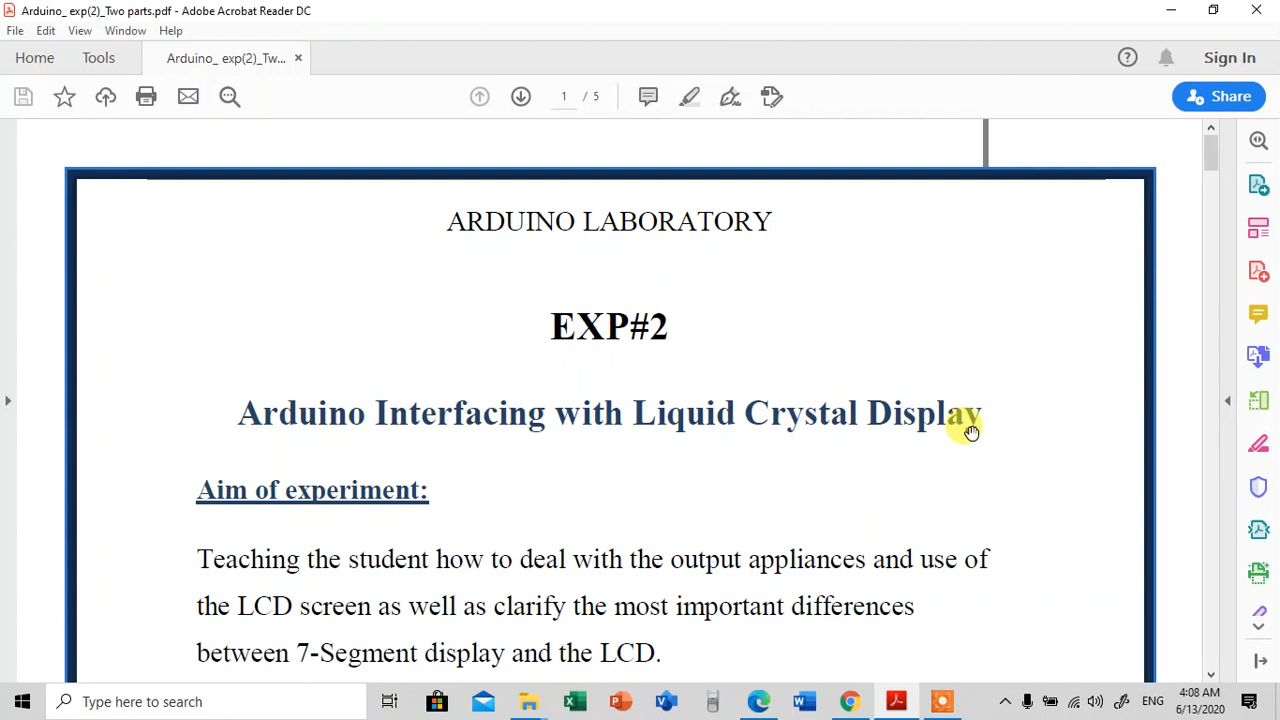 Arduino_ exp(2)_Two parts.pdf - Adobe Acrobat Reader DC
File Edit View Window Help
Home Tools Arduino_ exp(2)_Tw... × Sign In
1 / 5 Share
ARDUINO LABORATORY
EXP#2
Arduino Interfacing with Liquid Crystal Display
Aim of experiment:
Teaching the student how to deal with the output appliances and use of
the LCD screen as well as clarify the most important differences
between 7-Segment display and the LCD.
Type here to search ENG 4:08 AM
6/13/2020